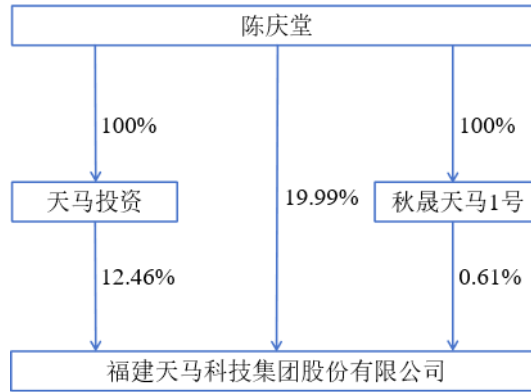 陈庆堂
100%
100%
天马投资
19.99%
秋晟天马1号
12.46%
0.61%
福建天马科技集团股份有限公司